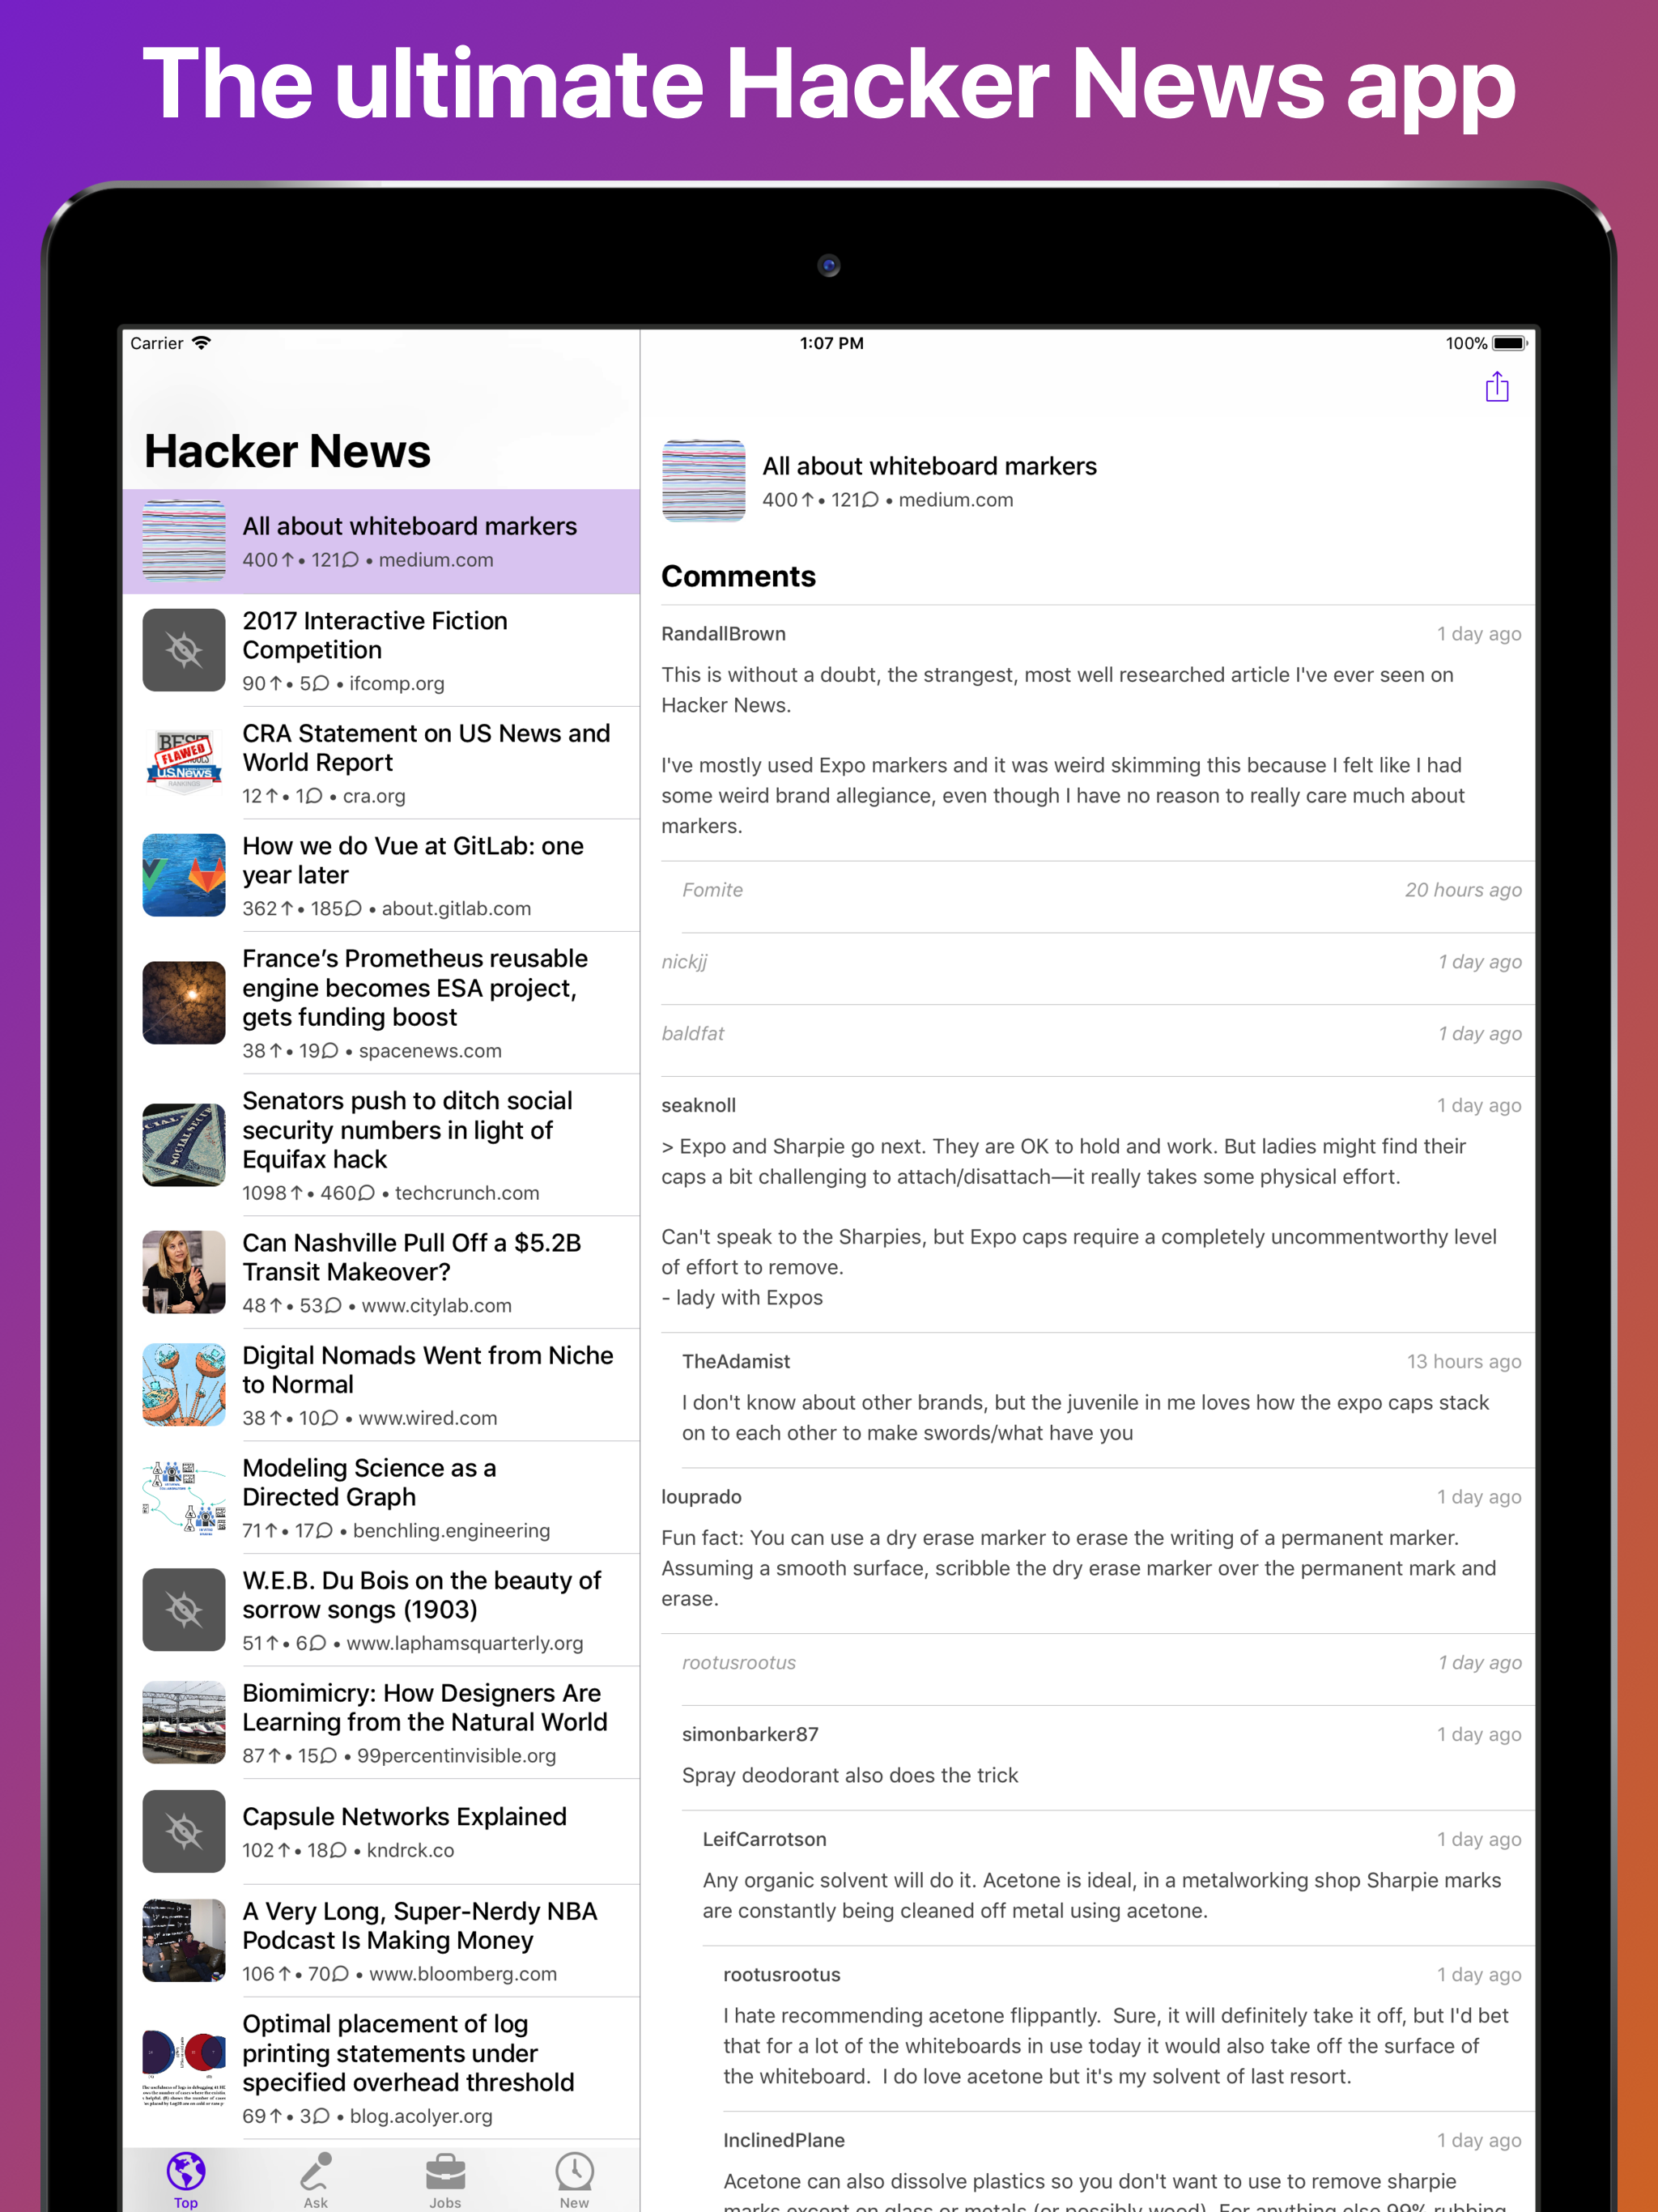 The ultimate Hacker News app
Carrier
1:07 PM
100%
Hacker News
All about whiteboard markers
400↑ • 121 • medium.com
2017 Interactive Fiction
Competition
90↑ • 5 • ifcomp.org
BEST
FLAWED
USNews
RANKINGS
CRA Statement on US News and
World Report
12↑ • 1 • cra.org
How we do Vue at GitLab: one
year later
362↑ • 185 • about.gitlab.com
France’s Prometheus reusable
engine becomes ESA project,
gets funding boost
38↑ • 19 • spacenews.com
Senators push to ditch social
security numbers in light of
Equifax hack
1098↑ • 460 • techcrunch.com
Can Nashville Pull Off a $5.2B
Transit Makeover?
48↑ • 53 • www.citylab.com
Digital Nomads Went from Niche
to Normal
38↑ • 10 • www.wired.com
Modeling Science as a
Directed Graph
71↑ • 17 • benchling.engineering
W.E.B. Du Bois on the beauty of
sorrow songs (1903)
51↑ • 6 • www.laphamsquarterly.org
Biomimicry: How Designers Are
Learning from the Natural World
87↑ • 15 • 99percentinvisible.org
Capsule Networks Explained
102↑ • 18 • kndrck.co
A Very Long, Super-Nerdy NBA
Podcast Is Making Money
106↑ • 70 • www.bloomberg.com
Optimal placement of log
printing statements under
specified overhead threshold
69↑ • 3 • blog.acolyer.org
Top
Ask
Jobs
New
All about whiteboard markers
400↑ • 121 • medium.com
Comments
RandallBrown
1 day ago
This is without a doubt, the strangest, most well researched article I've ever seen on
Hacker News.
I've mostly used Expo markers and it was weird skimming this because I felt like I had
some weird brand allegiance, even though I have no reason to really care much about
markers.
Fomite
20 hours ago
nickjj
1 day ago
baldfat
1 day ago
seaknoll
1 day ago
> Expo and Sharpie go next. They are OK to hold and work. But ladies might find their
caps a bit challenging to attach/disattach—it really takes some physical effort.
Can't speak to the Sharpies, but Expo caps require a completely uncommentworthy level
of effort to remove.
- lady with Expos
TheAdamist
13 hours ago
I don't know about other brands, but the juvenile in me loves how the expo caps stack
on to each other to make swords/what have you
louprado
1 day ago
Fun fact: You can use a dry erase marker to erase the writing of a permanent marker.
Assuming a smooth surface, scribble the dry erase marker over the permanent mark and
erase.
rootusrootus
1 day ago
simonbarker87
1 day ago
Spray deodorant also does the trick
LeifCarrotson
1 day ago
Any organic solvent will do it. Acetone is ideal, in a metalworking shop Sharpie marks
are constantly being cleaned off metal using acetone.
rootusrootus
1 day ago
I hate recommending acetone flippantly.  Sure, it will definitely take it off, but I'd bet
that for a lot of the whiteboards in use today it would also take off the surface of
the whiteboard.  I do love acetone but it's my solvent of last resort.
InclinedPlane
1 day ago
Acetone can also dissolve plastics so you don't want to use to remove sharpie
marks except on glass or metals (or possibly wood). For anything else 99% rubbing